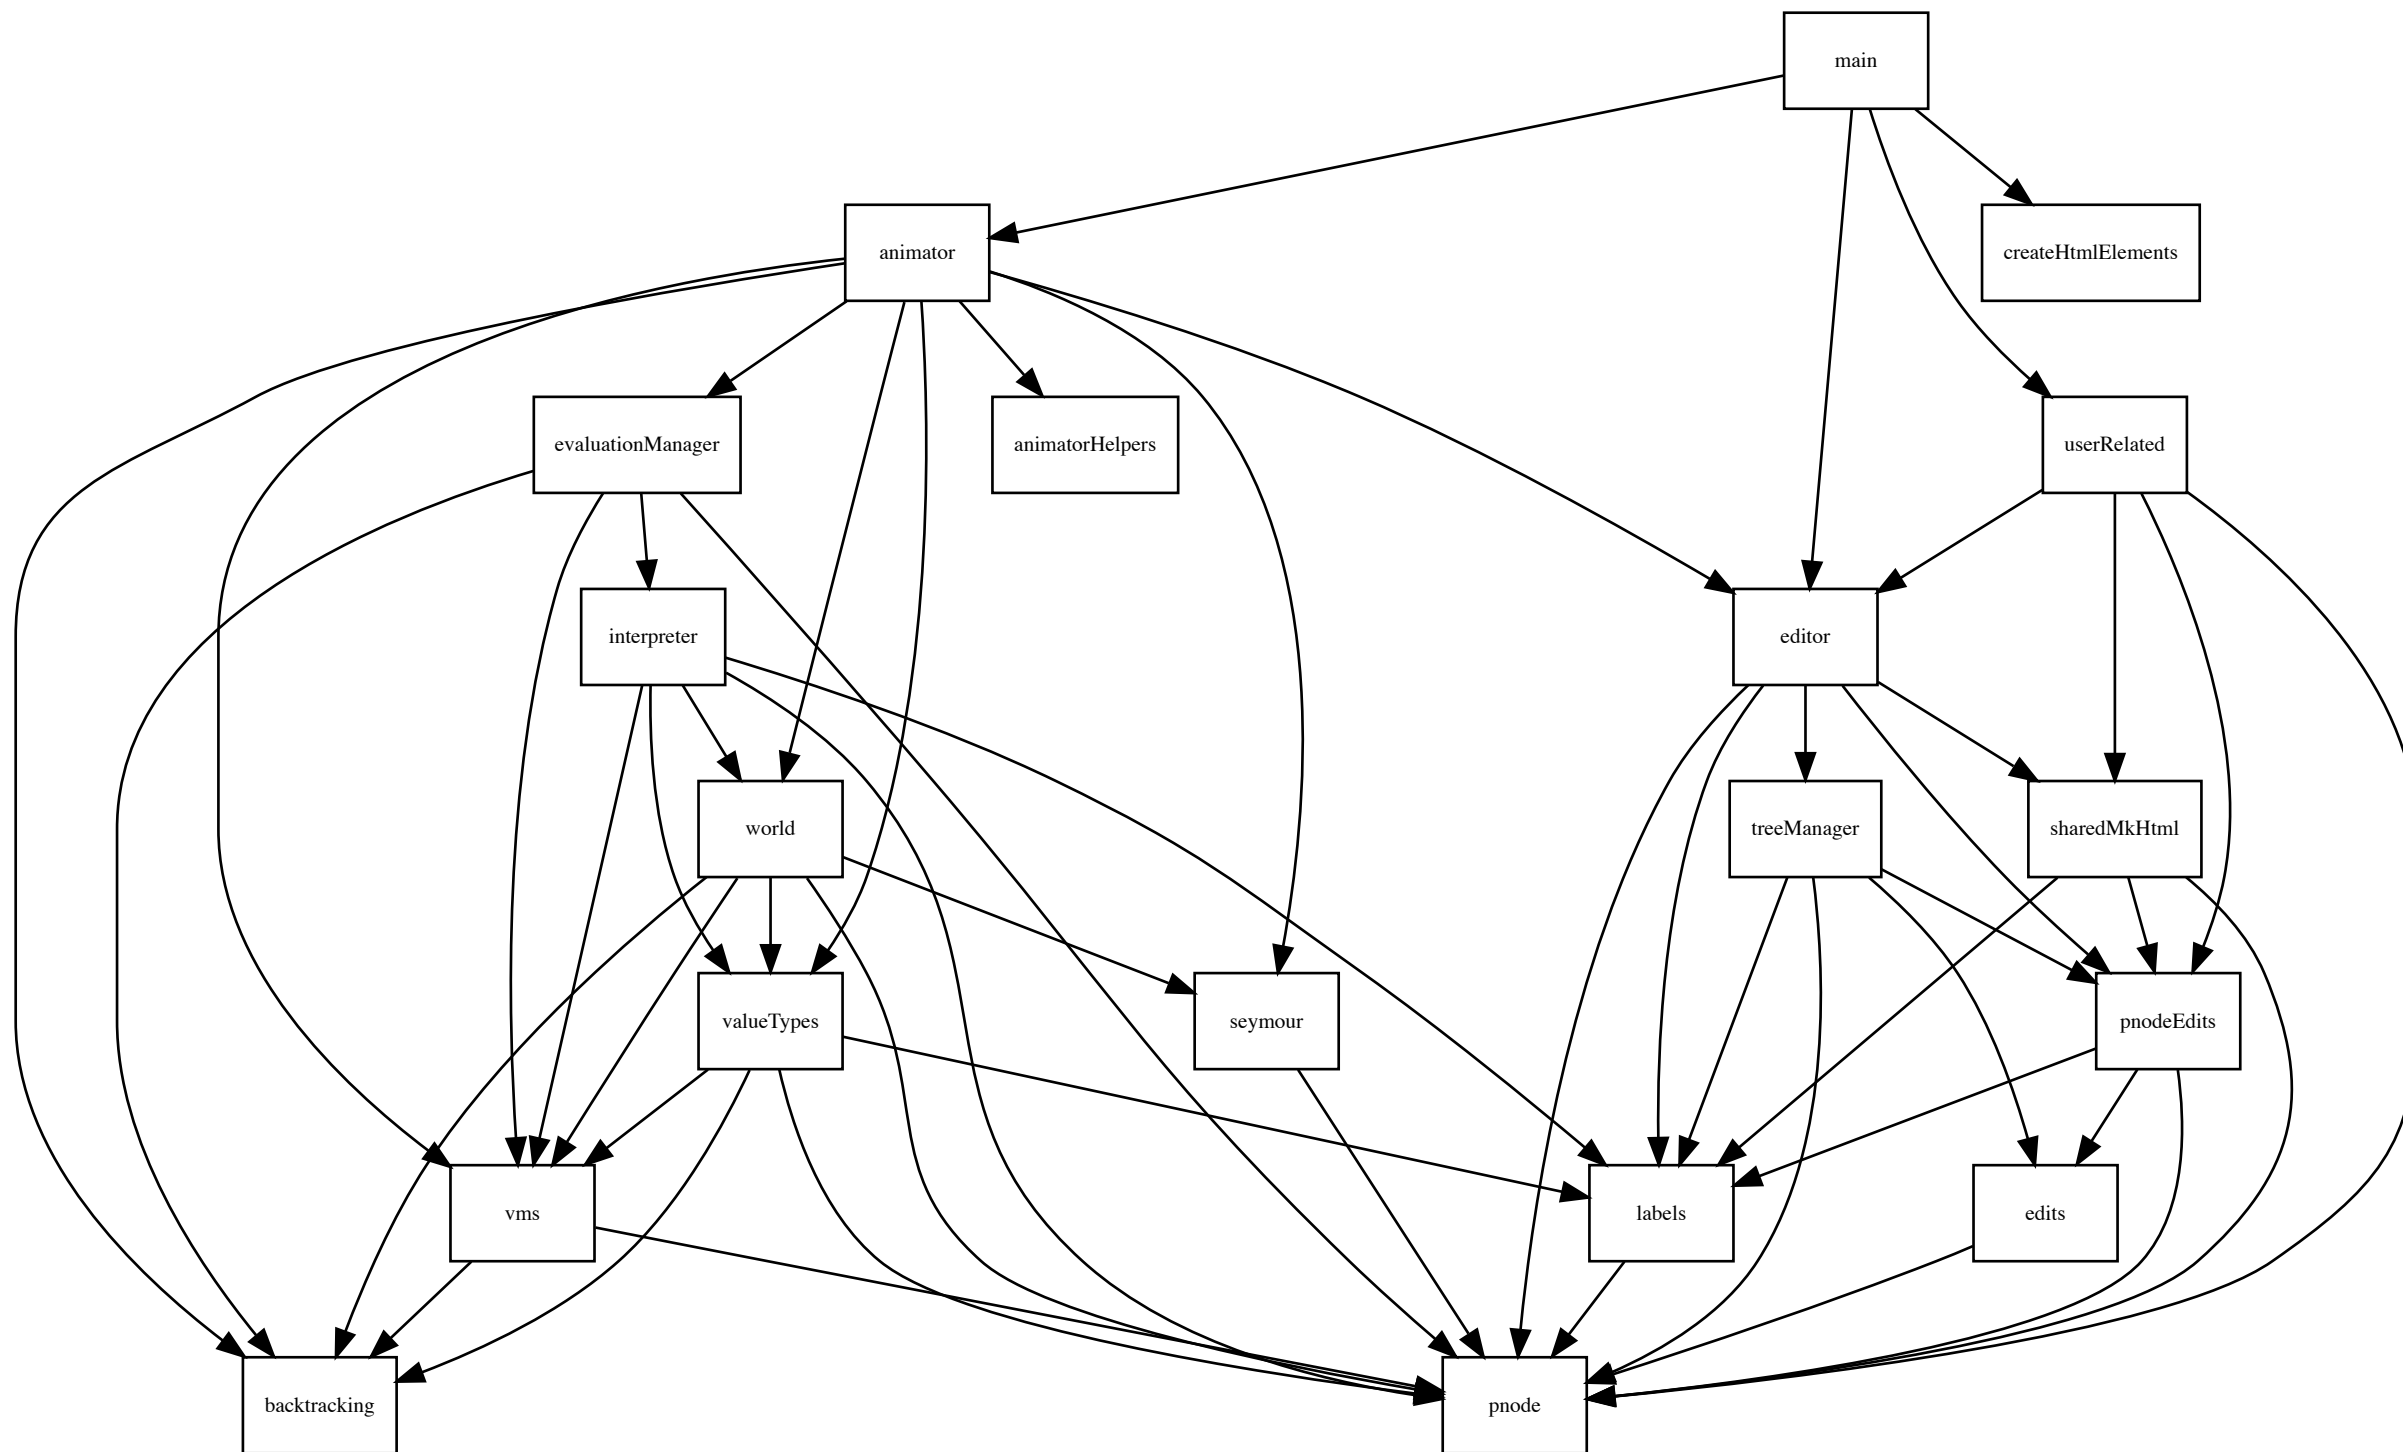 main
animator
createHtmlElements
evaluationManager
animatorHelpers
userRelated
interpreter
editor
world
treeManager
sharedMkHtml
valueTypes
seymour
pnodeEdits
vms
labels
edits
backtracking
pnode